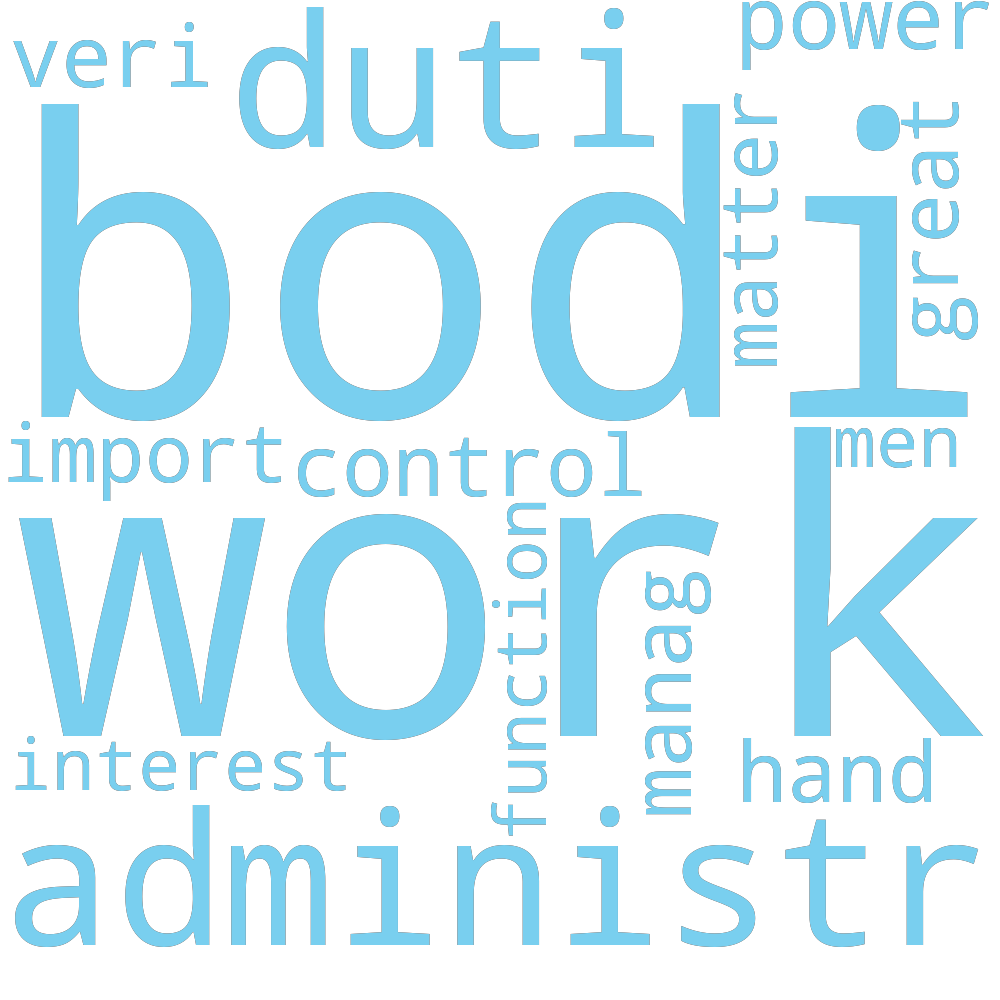 veri
duti
power
bodi
matter
great
import
control
men
work
function
manag
interest
hand
administr